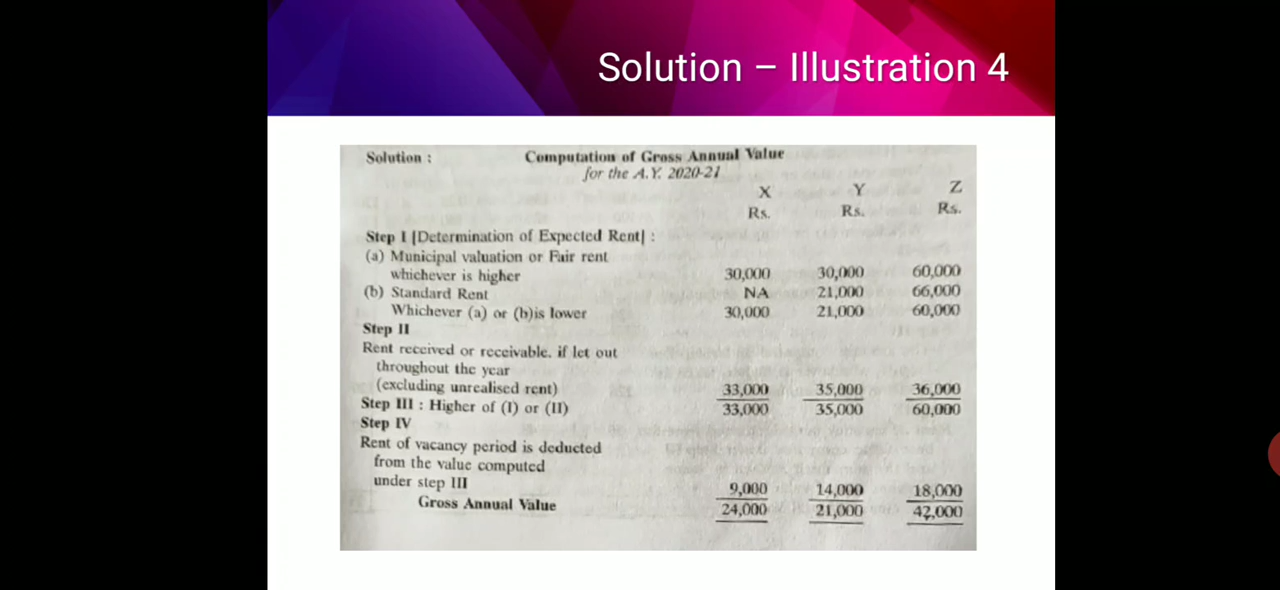 Solution – Illustration 4
Solution : Computation of Gross Annual Value
for the A.Y. 2020-21
X Y Z
Rs. Rs. Rs.
Step I [Determination of Expected Rent] :
(a) Municipal valuation or Fair rent
whichever is higher 30,000 30,000 60,000
(b) Standard Rent NA 21,000 66,000
Whichever (a) or (b)is lower 30,000 21,000 60,000
Step II
Rent received or receivable, if let out
throughout the year
(excluding unrealised rent) 33,000 35,000 36,000
Step III : Higher of (I) or (II) 33,000 35,000 60,000
Step IV
Rent of vacancy period is deducted
from the value computed
under step III 9,000 14,000 18,000
Gross Annual Value 24,000 21,000 42,000